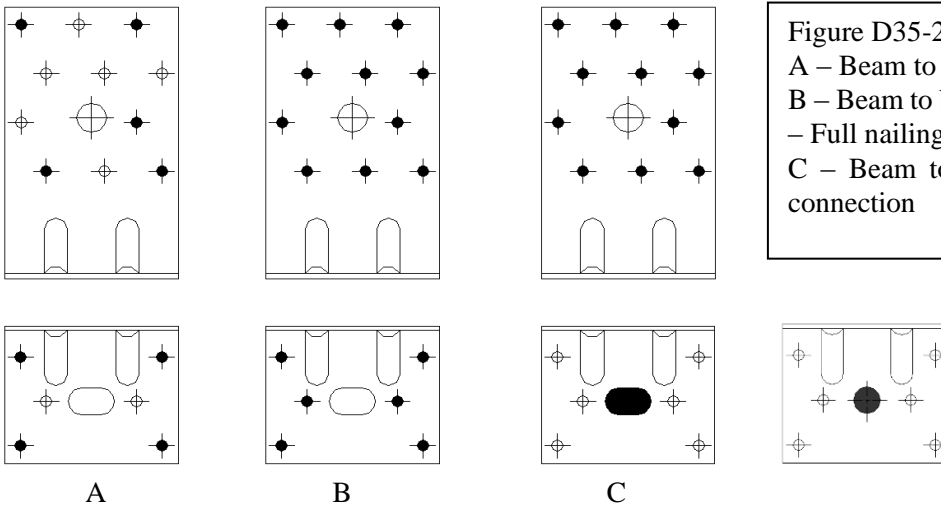 Figure D35-2
A – Beam to
B – Beam to
– Full nailing
C – Beam to
connection
A B C